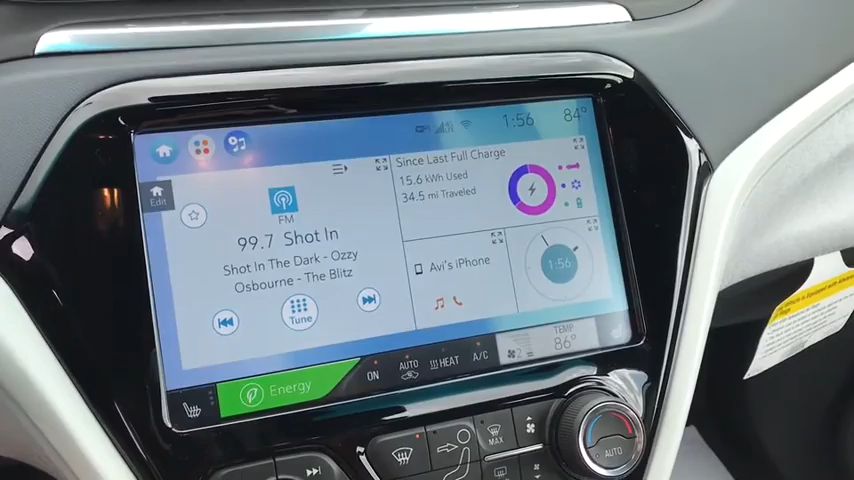 1:56 84°
Edit
FM
99.7 Shot In
Shot In The Dark - Ozzy
Osbourne - The Blitz
Tune
Since Last Full Charge
15.6 kWh Used
34.5 mi Traveled
Avi's iPhone
1:56
Energy
ON
AUTO
HEAT
A/C
2
TEMP
86°
MAX
AUTO